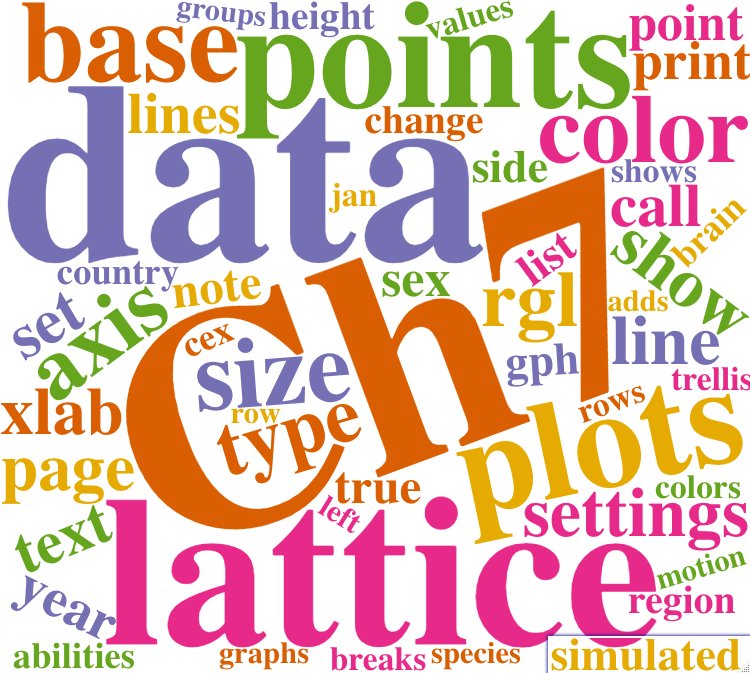 groups
height
values
point
base
points
print
lines
change
color
data
side
shows
jan
call
brain
country
sex
list
show
set
axis
note
rgl
adds
Ch7
cex
size
gph
line
trellis
xlab
row
type
rows
plots
page
true
colors
text
left
settings
lattice
motion
year
region
abilities
graphs
breaks
species
simulated